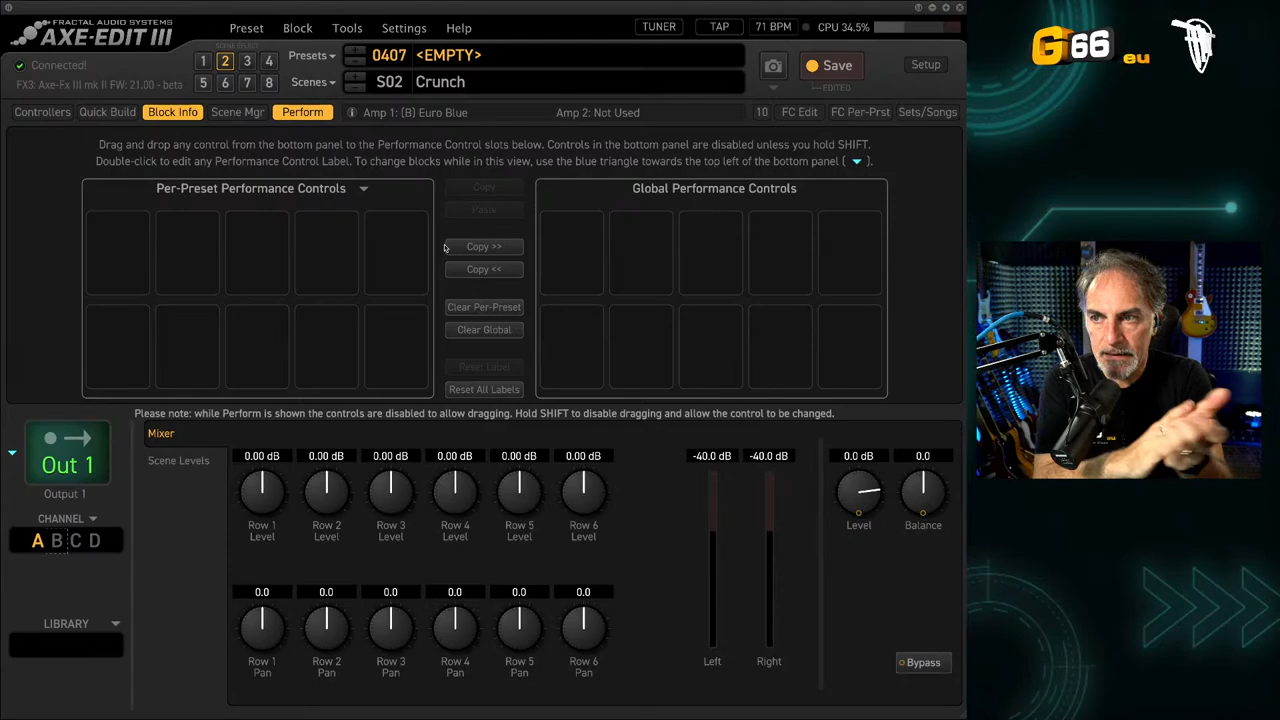 FRACTAL AUDIO SYSTEMS
AXE-EDIT III
Preset Block Tools Settings Help
TUNER TAP 71 BPM CPU 34.5%
Connected!
FX3: Axe-Fx III mk II FW: 21.00 - beta
SCENE SELECT
1 2 3 4
5 6 7 8
Presets 0407 <EMPTY>
Scenes S02 Crunch
Save
EDITED
Setup
Controllers Quick Build Block Info Scene Mgr Perform Amp 1: (B) Euro Blue Amp 2: Not Used 10 FC Edit FC Per-Prst Sets/Songs
Drag and drop any control from the bottom panel to the Performance Control slots below. Controls in the bottom panel are disabled unless you hold SHIFT.
Double-click to edit any Performance Control Label. To change blocks while in this view, use the blue triangle towards the top left of the bottom panel ( ).
Per-Preset Performance Controls
Copy
Paste
Copy >>
Copy <<
Clear Per-Preset
Clear Global
Reset Label
Reset All Labels
Global Performance Controls
Please note: while Perform is shown the controls are disabled to allow dragging. Hold SHIFT to disable dragging and allow the control to be changed.
Out 1
Output 1
CHANNEL
A B C D
LIBRARY
Mixer
Scene Levels
0.00 dB 0.00 dB 0.00 dB 0.00 dB 0.00 dB 0.00 dB
Row 1 Row 2 Row 3 Row 4 Row 5 Row 6
Level Level Level Level Level Level
0.0 0.0 0.0 0.0 0.0 0.0
Row 1 Row 2 Row 3 Row 4 Row 5 Row 6
Pan Pan Pan Pan Pan Pan
-40.0 dB -40.0 dB
Left Right
0.0 dB 0.0
Level Balance
Bypass
G66
eu